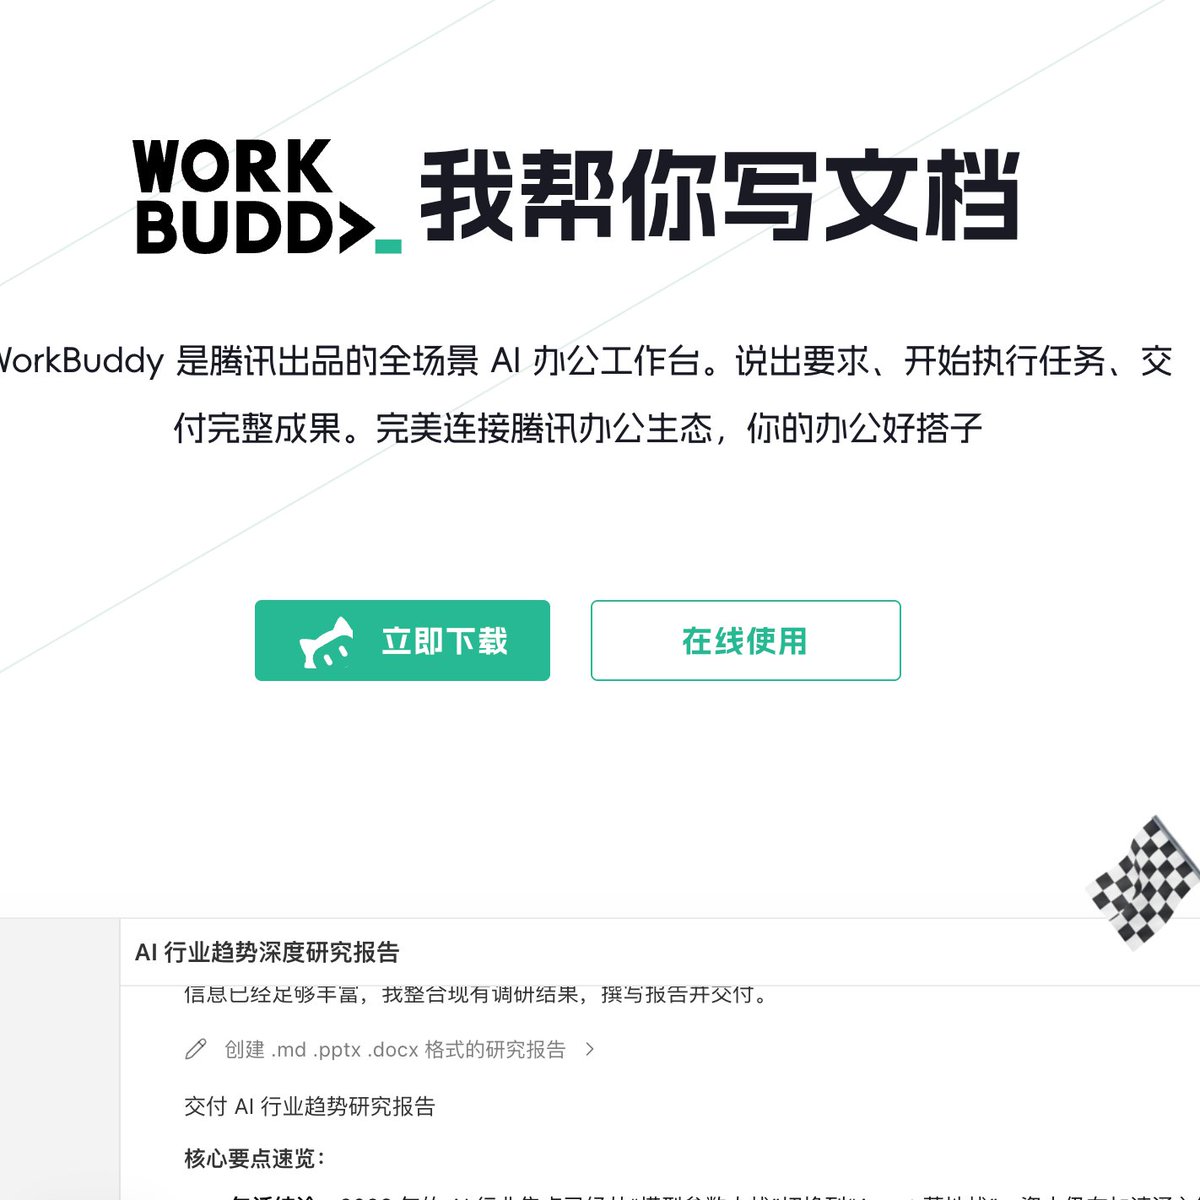 WORK
BUDD>_
我帮你写文档
WorkBuddy 是腾讯出品的全场景 AI 办公工作台。说出要求、开始执行任务、交
付完整成果。完美连接腾讯办公生态，你的办公好搭子
立即下载
在线使用
AI 行业趋势深度研究报告
信息已经足够丰富，我整合现有调研结果，撰写报告并交付。
创建 .md .pptx .docx 格式的研究报告 >
交付 AI 行业趋势研究报告
核心要点速览：